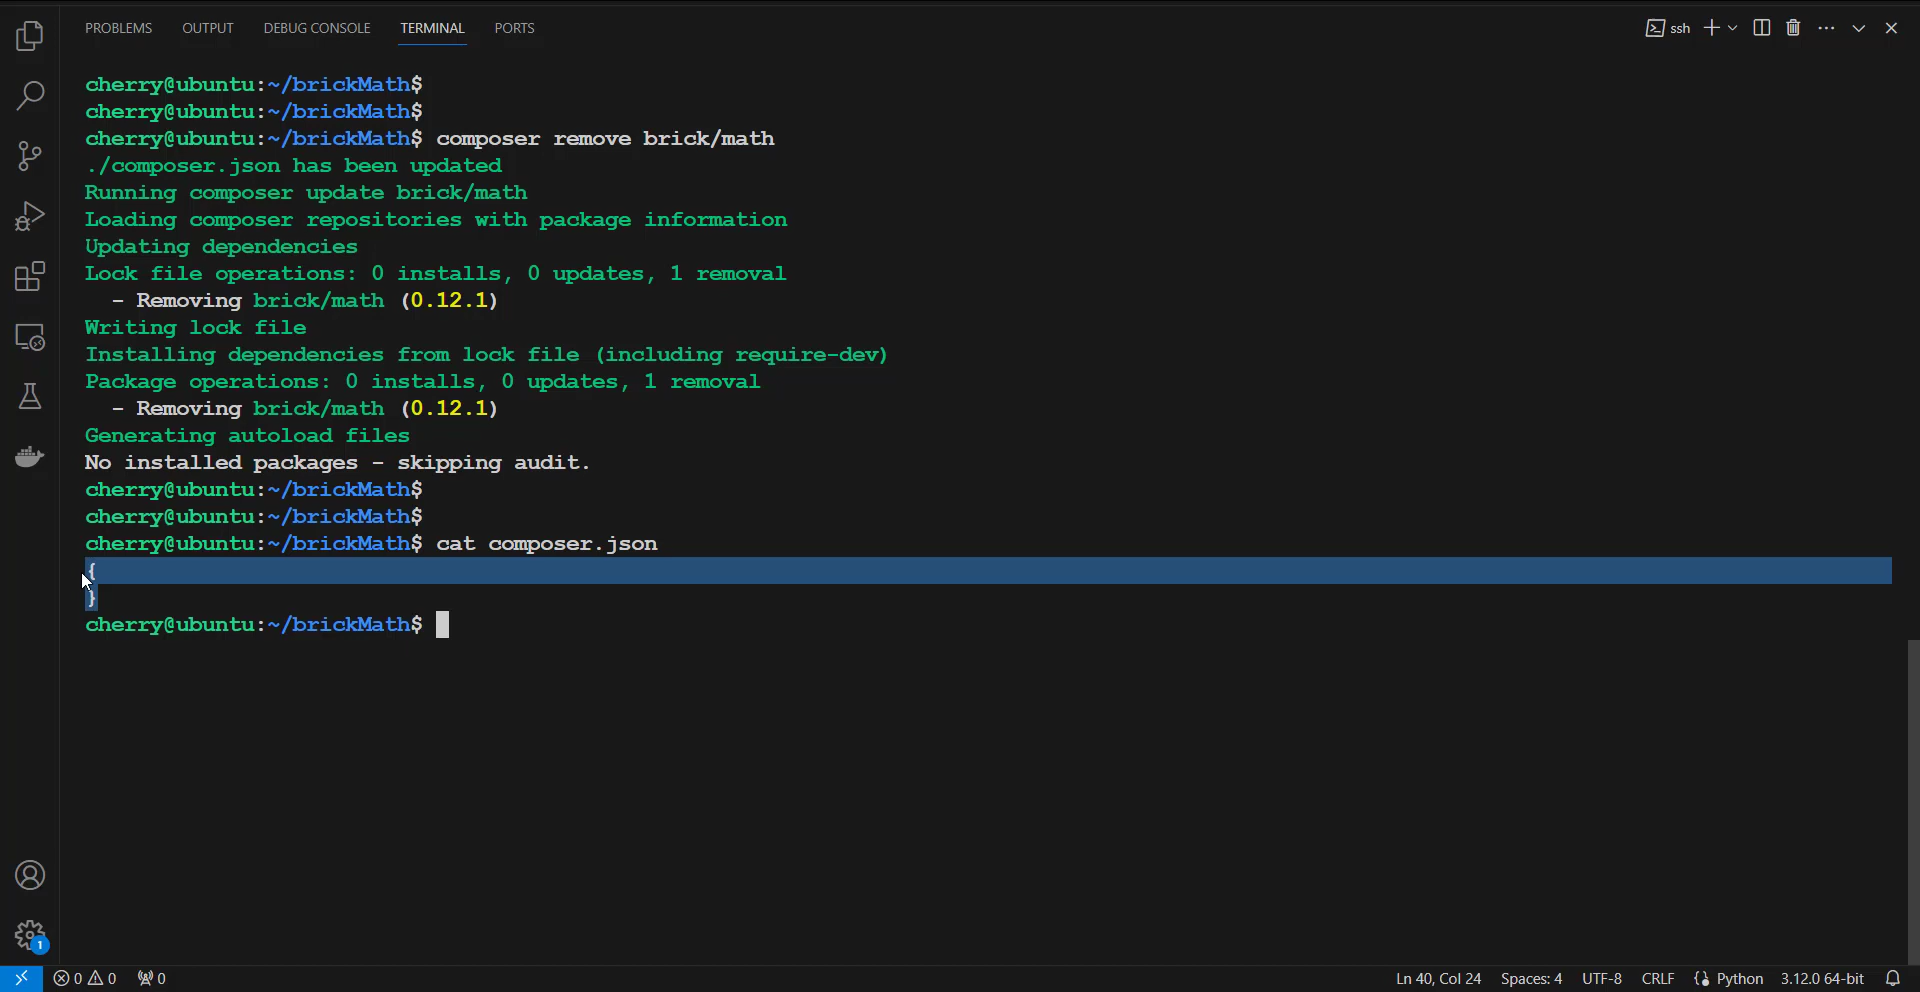 PROBLEMS OUTPUT DEBUG CONSOLE TERMINAL PORTS ssh
cherry@ubuntu:~/brickMath$
cherry@ubuntu:~/brickMath$
cherry@ubuntu:~/brickMath$ composer remove brick/math
./composer.json has been updated
Running composer update brick/math
Loading composer repositories with package information
Updating dependencies
Lock file operations: 0 installs, 0 updates, 1 removal
  - Removing brick/math (0.12.1)
Writing lock file
Installing dependencies from lock file (including require-dev)
Package operations: 0 installs, 0 updates, 1 removal
  - Removing brick/math (0.12.1)
Generating autoload files
No installed packages - skipping audit.
cherry@ubuntu:~/brickMath$
cherry@ubuntu:~/brickMath$
cherry@ubuntu:~/brickMath$ cat composer.json
{
}
cherry@ubuntu:~/brickMath$
1
0 0 0 Ln 40, Col 24 Spaces: 4 UTF-8 CRLF {} Python 3.12.0 64-bit